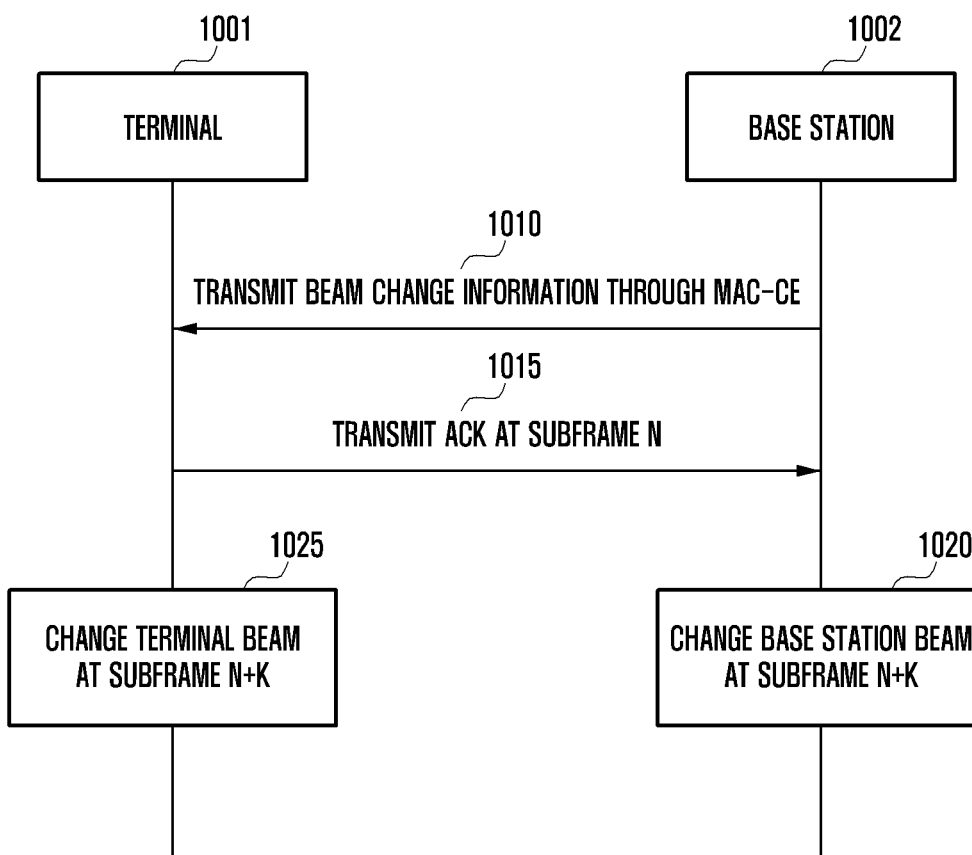 1001
1002
TERMINAL
BASE STATION
1010
TRANSMIT BEAM CHANGE INFORMATION THROUGH MAC-CE
1015
TRANSMIT ACK AT SUBFRAME N
1025
1020
CHANGE TERMINAL BEAM
AT SUBFRAME N+K
CHANGE BASE STATION BEAM
AT SUBFRAME N+K